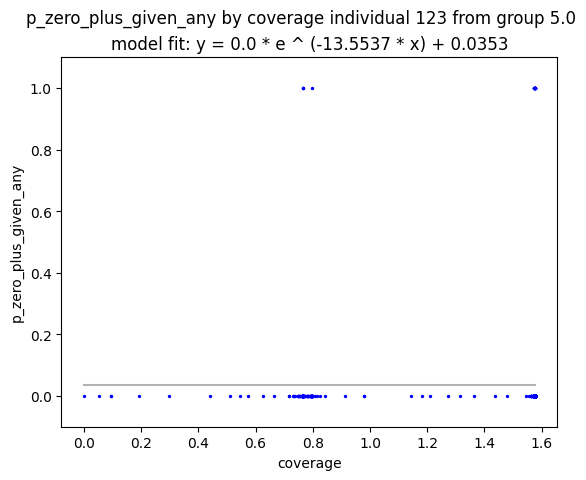 p_zero_plus_given_any by coverage individual 123 from group 5.0
model fit: y = 0.0 * e ^ (-13.5537 * x) + 0.0353
1.0
0.8
0.6
0.4
0.2
0.0
p_zero_plus_given_any
0.0 0.2 0.4 0.6 0.8 1.0 1.2 1.4 1.6
coverage